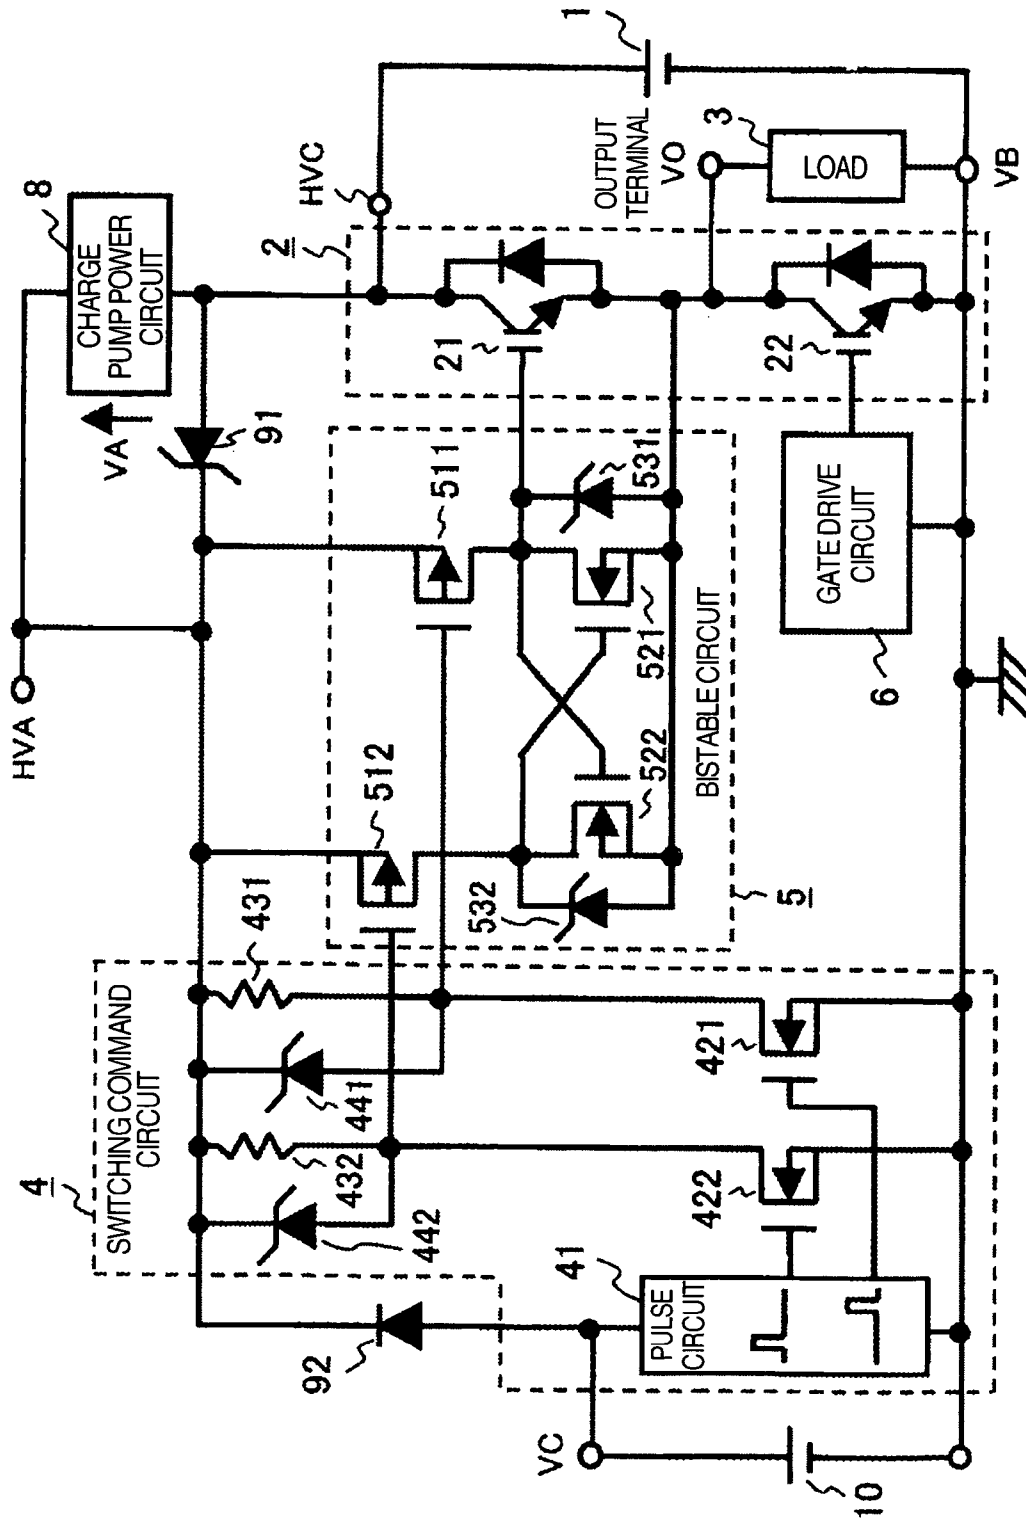 HVA
8
CHARGE
PUMP POWER
CIRCUIT
VA
91
HVC
1
2
21
22
OUTPUT
TERMINAL
VO
3
LOAD
VB
4
SWITCHING COMMAND
CIRCUIT
431
441
432
442
421
422
41
PULSE
CIRCUIT
92
VC
10
512
511
531
521
522
532
BISTABLE CIRCUIT
5
GATE DRIVE
CIRCUIT
6